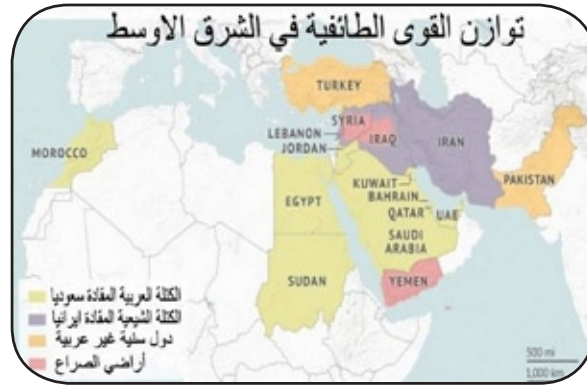 توازن القوى الطائفية في الشرق الاوسط
TURKEY
SYRIA
LEBANON
IRAQ
IRAN
JORDAN
MOROCCO
KUWAIT
PAKISTAN
BAHRAIN
EGYPT
QATAR
UAE
SAUDI
ARABIA
SUDAN
YEMEN
الكتلة العربية المقادة سعوديا
الكتلة الشيعية المقادة ايرانيا
دول سنية غير عربية
أراضي الصراع
500 mi
1,000 km